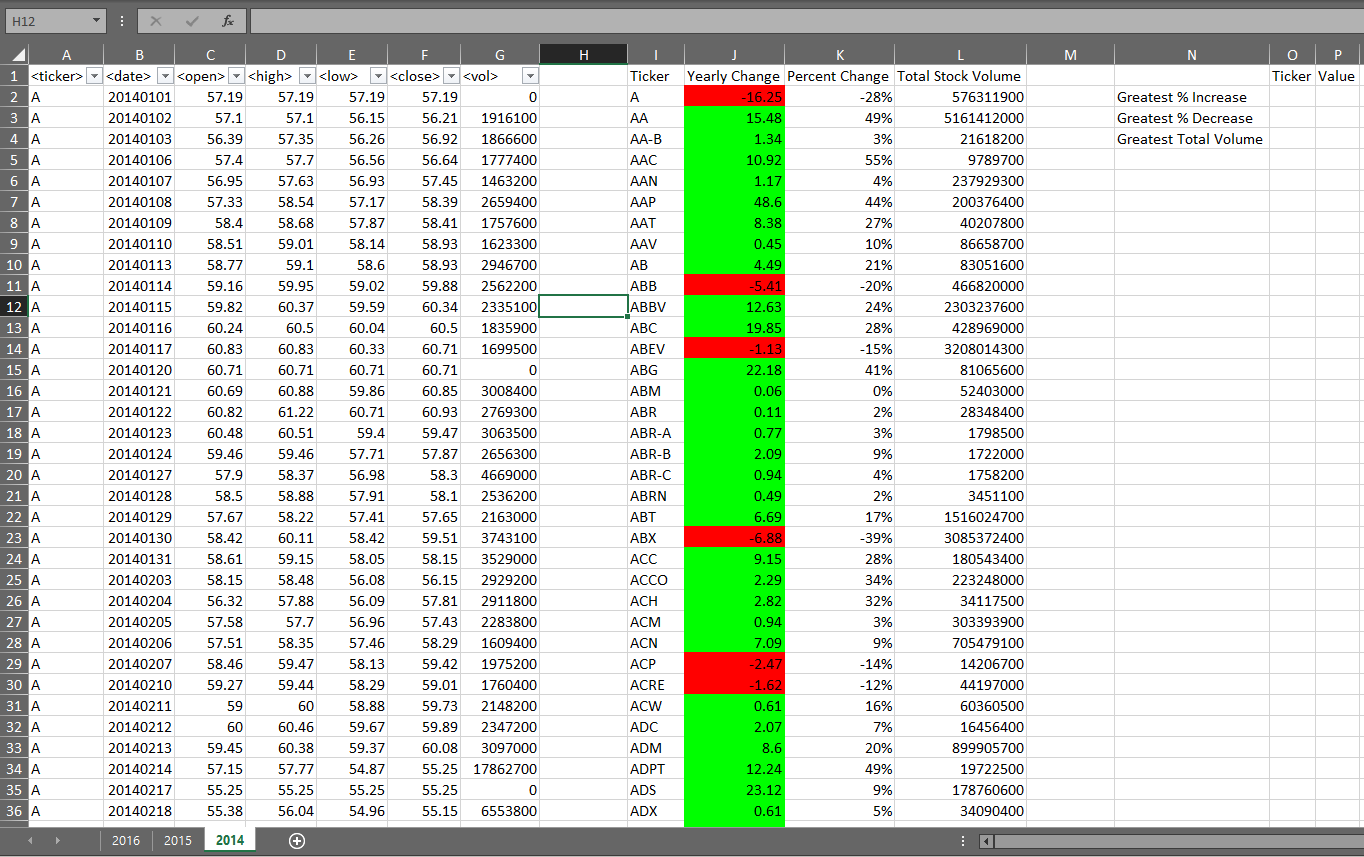 H12 fx
A B C D E F G H I J K L M N O P
1 <ticker> <date> <open> <high> <low> <close> <vol> Ticker Yearly Change Percent Change Total Stock Volume Ticker Value
2 A 20140101 57.19 57.19 57.19 57.19 0 A -16.25 -28% 576311900 Greatest % Increase
3 A 20140102 57.1 57.1 56.15 56.21 1916100 AA 15.48 49% 5161412000 Greatest % Decrease
4 A 20140103 56.39 57.35 56.26 56.92 1866600 AA-B 1.34 3% 21618200 Greatest Total Volume
5 A 20140106 57.4 57.7 56.56 56.64 1777400 AAC 10.92 55% 9789700
6 A 20140107 56.95 57.63 56.93 57.45 1463200 AAN 1.17 4% 237929300
7 A 20140108 57.33 58.54 57.17 58.39 2659400 AAP 48.6 44% 200376400
8 A 20140109 58.4 58.68 57.87 58.41 1757600 AAT 8.38 27% 40207800
9 A 20140110 58.51 59.01 58.14 58.93 1623300 AAV 0.45 10% 86658700
10 A 20140113 58.77 59.1 58.6 58.93 2946700 AB 4.49 21% 83051600
11 A 20140114 59.16 59.95 59.02 59.88 2562200 ABB -5.41 -20% 466820000
12 A 20140115 59.82 60.37 59.59 60.34 2335100 ABBV 12.63 24% 2303237600
13 A 20140116 60.24 60.5 60.04 60.5 1835900 ABC 19.85 28% 428969000
14 A 20140117 60.83 60.83 60.33 60.71 1699500 ABEV -1.13 -15% 3208014300
15 A 20140120 60.71 60.71 60.71 60.71 0 ABG 22.18 41% 81065600
16 A 20140121 60.69 60.88 59.86 60.85 3008400 ABM 0.06 0% 52403000
17 A 20140122 60.82 61.22 60.71 60.93 2769300 ABR 0.11 2% 28348400
18 A 20140123 60.48 60.51 59.4 59.47 3063500 ABR-A 0.77 3% 1798500
19 A 20140124 59.46 59.46 57.71 57.87 2656300 ABR-B 2.09 9% 1722000
20 A 20140127 57.9 58.37 56.98 58.3 4669000 ABR-C 0.94 4% 1758200
21 A 20140128 58.5 58.88 57.91 58.1 2536200 ABRN 0.49 2% 3451100
22 A 20140129 57.67 58.22 57.41 57.65 2163000 ABT 6.69 17% 1516024700
23 A 20140130 58.42 60.11 58.42 59.51 3743100 ABX -6.88 -39% 3085372400
24 A 20140131 58.61 59.15 58.05 58.15 3529000 ACC 9.15 28% 180543400
25 A 20140203 58.15 58.48 56.08 56.15 2929200 ACCO 2.29 34% 223248000
26 A 20140204 56.32 57.88 56.09 57.81 2911800 ACH 2.82 32% 34117500
27 A 20140205 57.58 57.7 56.96 57.43 2283800 ACM 0.94 3% 303393900
28 A 20140206 57.51 58.35 57.46 58.29 1609400 ACN 7.09 9% 705479100
29 A 20140207 58.46 59.47 58.13 59.42 1975200 ACP -2.47 -14% 14206700
30 A 20140210 59.27 59.44 58.29 59.01 1760400 ACRE -1.62 -12% 44197000
31 A 20140211 59 60 58.88 59.73 2148200 ACW 0.61 16% 60360500
32 A 20140212 60 60.46 59.67 59.89 2347200 ADC 2.07 7% 16456400
33 A 20140213 59.45 60.38 59.37 60.08 3097000 ADM 8.6 20% 899905700
34 A 20140214 57.15 57.77 54.87 55.25 17862700 ADPT 12.24 49% 19722500
35 A 20140217 55.25 55.25 55.25 55.25 0 ADS 23.12 9% 178760600
36 A 20140218 55.38 56.04 54.96 55.15 6553800 ADX 0.61 5% 34090400
2016 2015 2014